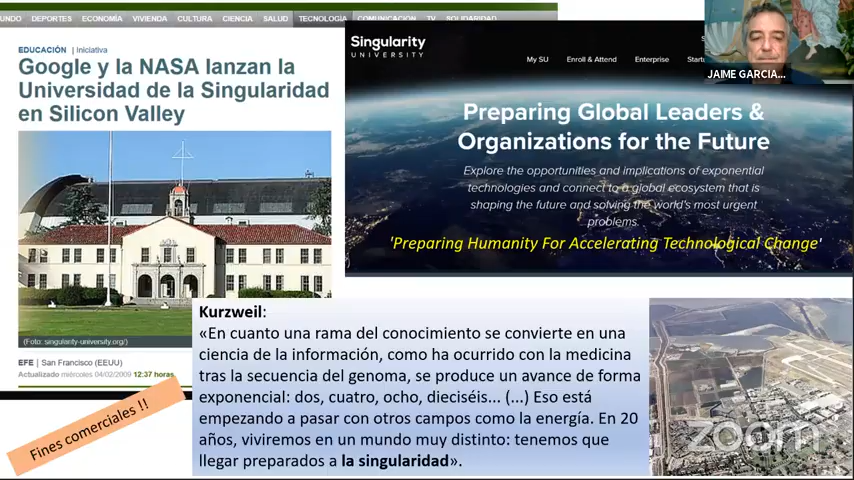 UNDO DEPORTES ECONOMÍA VIVIENDA CULTURA CIENCIA SALUD TECNOLOGÍA COMUNICACION TV SOLIDARIDAD
EDUCACIÓN | Iniciativa
Google y la NASA lanzan la
Universidad de la Singularidad
en Silicon Valley
(Foto: singularity-university.org/)
EFE | San Francisco (EEUU)
Actualizado miércoles 04/02/2009 12:37 horas
Fines comerciales !!
Singularity
UNIVERSITY
My SU Enroll & Attend Enterprise
JAIME GARCIA...
Preparing Global Leaders &
Organizations for the Future
Explore the opportunities and implications of exponential
technologies and connect to a global ecosystem that is
shaping the future and solving the world's most urgent
problems.
'Preparing Humanity For Accelerating Technological Change'
Kurzweil:
«En cuanto una rama del conocimiento se convierte en una
ciencia de la información, como ha ocurrido con la medicina
tras la secuencia del genoma, se produce un avance de forma
exponencial: dos, cuatro, ocho, dieciséis... (...) Eso está
empezando a pasar con otros campos como la energía. En 20
años, viviremos en un mundo muy distinto: tenemos que
llegar preparados a la singularidad».
zoom